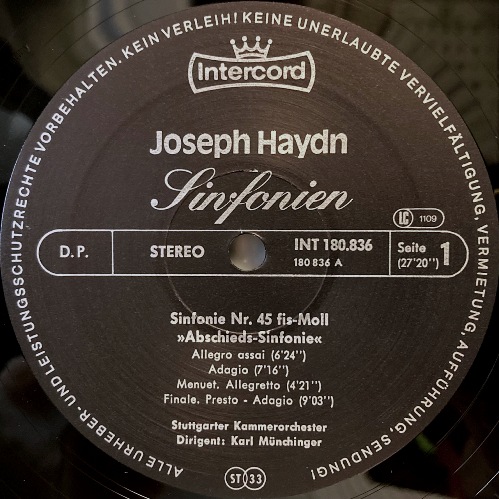 ALLE URHEBER- UND LEISTUNGSSCHUTZRECHTE VORBEHALTEN. KEIN VERLEIH! KEINE UNERLAUBTE VERVIELFÄLTIGUNG, VERMIETUNG, AUFFÜHRUNG, SENDUNG!
Intercord
Joseph Haydn
Sinfonien
LC 1109
D.P. STEREO INT 180.836 Seite 1
180 836 A (27'20'')
Sinfonie Nr. 45 fis-Moll
»Abschieds-Sinfonie«
Allegro assai (6'24'')
Adagio (7'16'')
Menuet. Allegretto (4'21'')
Finale. Presto - Adagio (9'03'')
Stuttgarter Kammerorchester
Dirigent: Karl Münchinger
ST 33